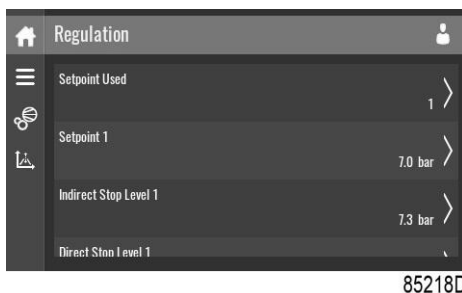 Regulation
Setpoint Used
1
Setpoint 1
7.0 bar
Indirect Stop Level 1
7.3 bar
Direct Stop Level 1
85218D